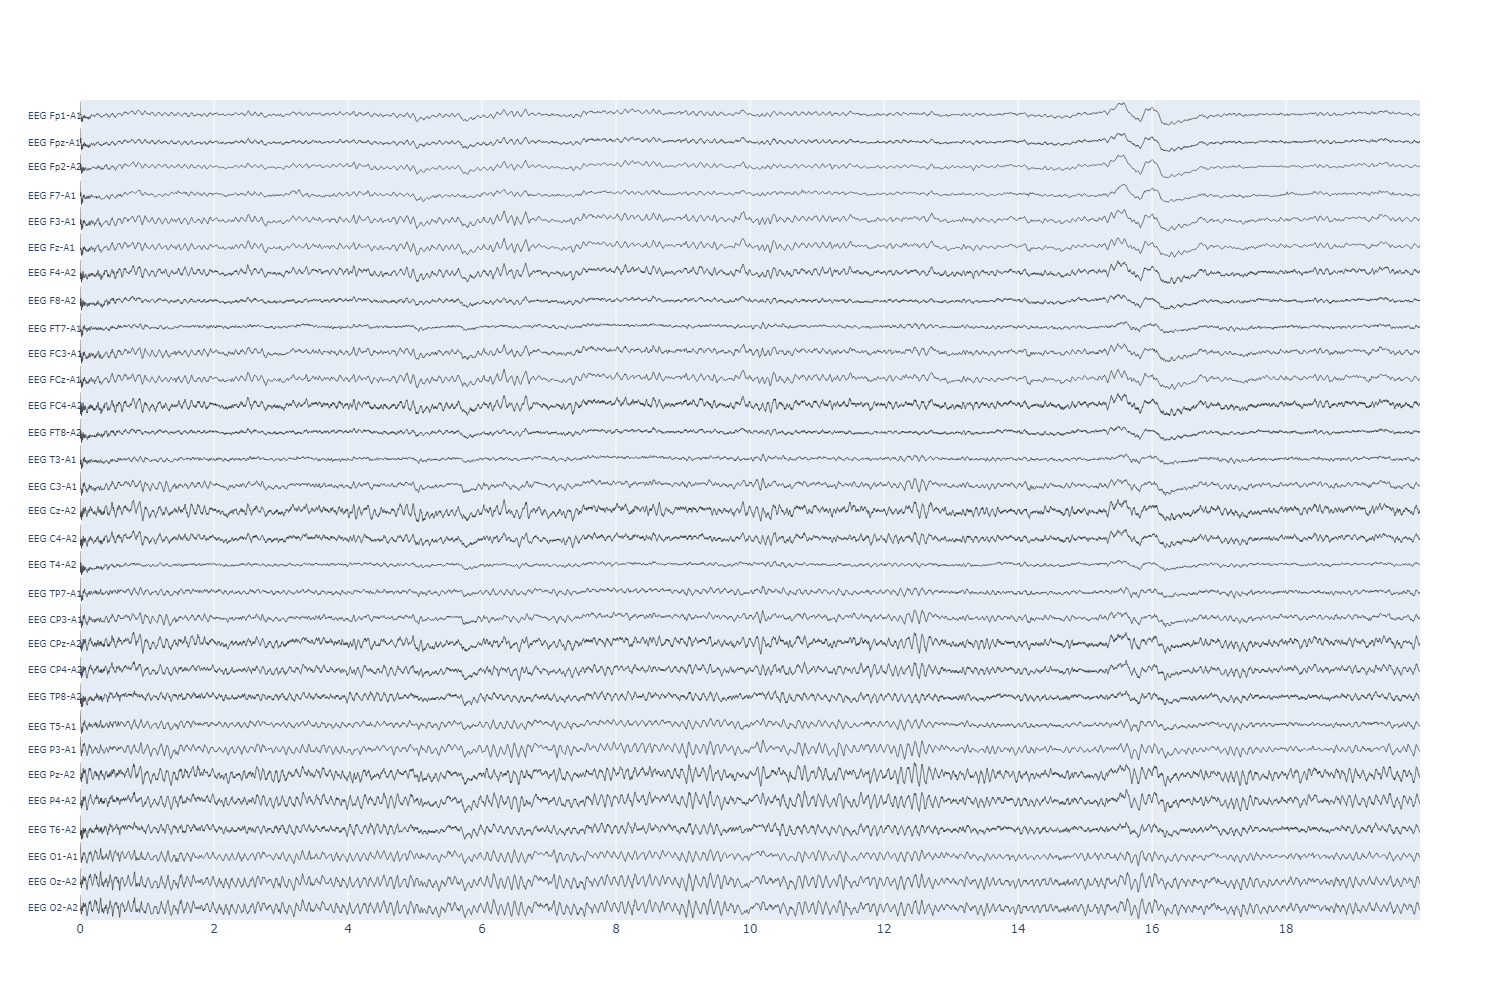 EEG Fp1-A1
EEG Fpz-A1
EEG Fp2-A2
EEG F7-A1
EEG F3-A1
EEG Fz-A1
EEG F4-A2
EEG F8-A2
EEG FT7-A1
EEG FC3-A1
EEG FCz-A1
EEG FC4-A2
EEG FT8-A2
EEG T3-A1
EEG C3-A1
EEG Cz-A2
EEG C4-A2
EEG T4-A2
EEG TP7-A1
EEG CP3-A1
EEG CPz-A2
EEG CP4-A2
EEG TP8-A2
EEG T5-A1
EEG P3-A1
EEG Pz-A2
EEG P4-A2
EEG T6-A2
EEG O1-A1
EEG Oz-A2
EEG O2-A2
0 2 4 6 8 10 12 14 16 18